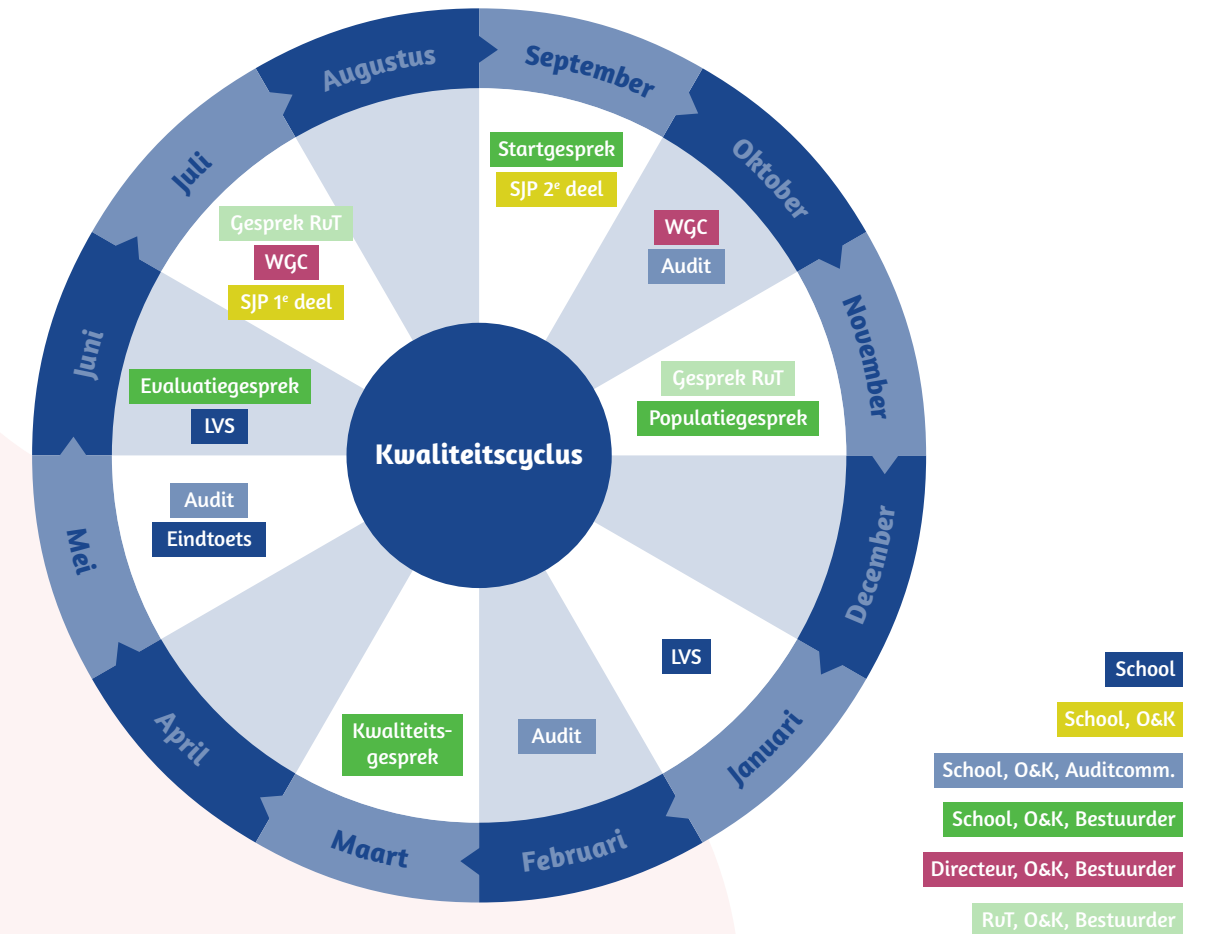 Augustus
September
Oktober
November
December
Januari
Februari
Maart
April
Mei
Juni
Juli
Startgesprek
SJP 2e deel
WGC
Audit
Gesprek RvT
Populatiegesprek
LVS
Audit
Kwaliteits-
gesprek
Audit
Eindtoets
Evaluatiegesprek
LVS
Gesprek RvT
WGC
SJP 1e deel
Kwaliteitscyclus
School
School, O&K
School, O&K, Auditcomm.
School, O&K, Bestuurder
Directeur, O&K, Bestuurder
RvT, O&K, Bestuurder